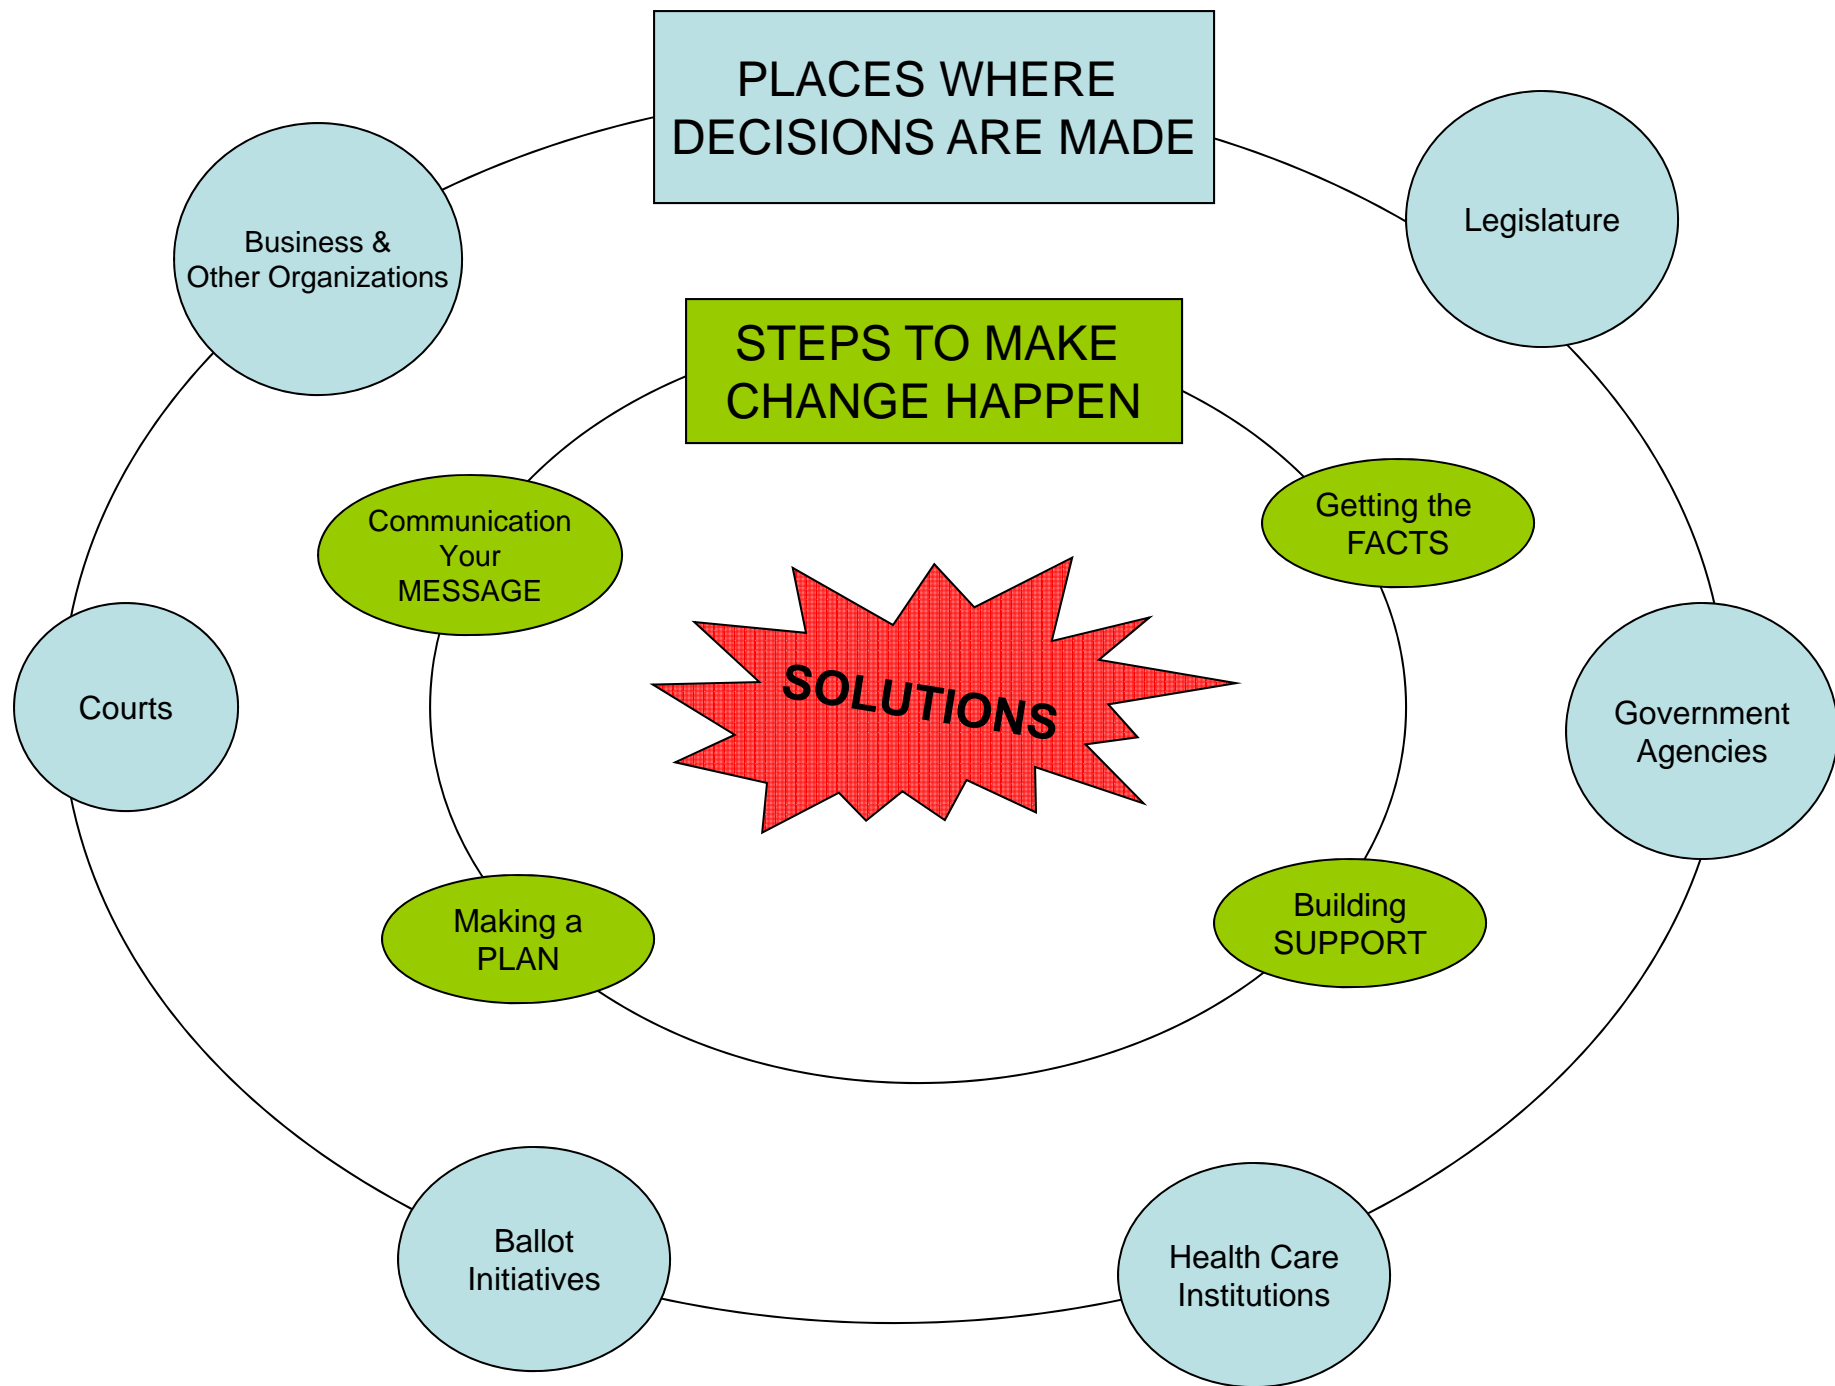 PLACES WHERE
DECISIONS ARE MADE
Legislature
Business &
Other Organizations
STEPS TO MAKE
CHANGE HAPPEN
Getting the
FACTS
Communication
Your
MESSAGE
SOLUTIONS
Courts
Government
Agencies
Building
SUPPORT
Making a
PLAN
Ballot
Initiatives
Health Care
Institutions